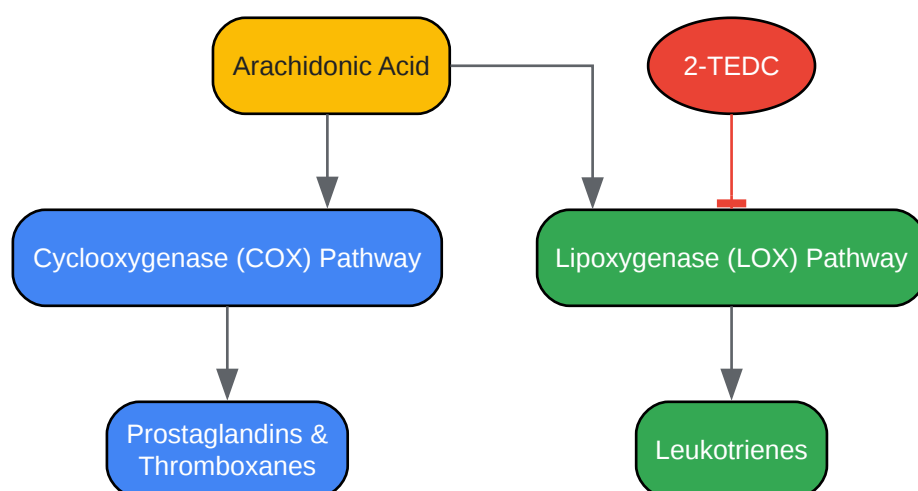 Arachidonic Acid
2-TEDC
Cyclooxygenase (COX) Pathway
Lipoxygenase (LOX) Pathway
Prostaglandins &
Thromboxanes
Leukotrienes